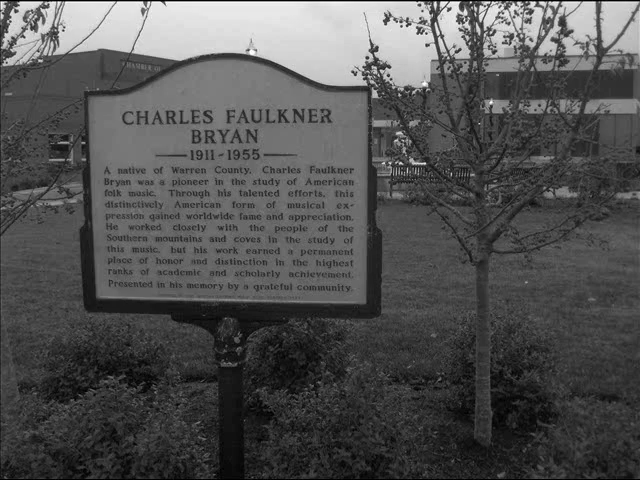 CHAMBER OF
CHARLES FAULKNER
BRYAN
1911-1955
A native of Warren County, Charles Faulkner
Bryan was a pioneer in the study of American
folk music. Through his talented efforts, this
distinctively American form of musical ex-
pression gained worldwide fame and appreciation.
He worked closely with the people of the
Southern mountains and coves in the study of
this music, but his work earned a permanent
place of honor and distinction in the highest
ranks of academic and scholarly achievement.
Presented in his memory by a grateful community.